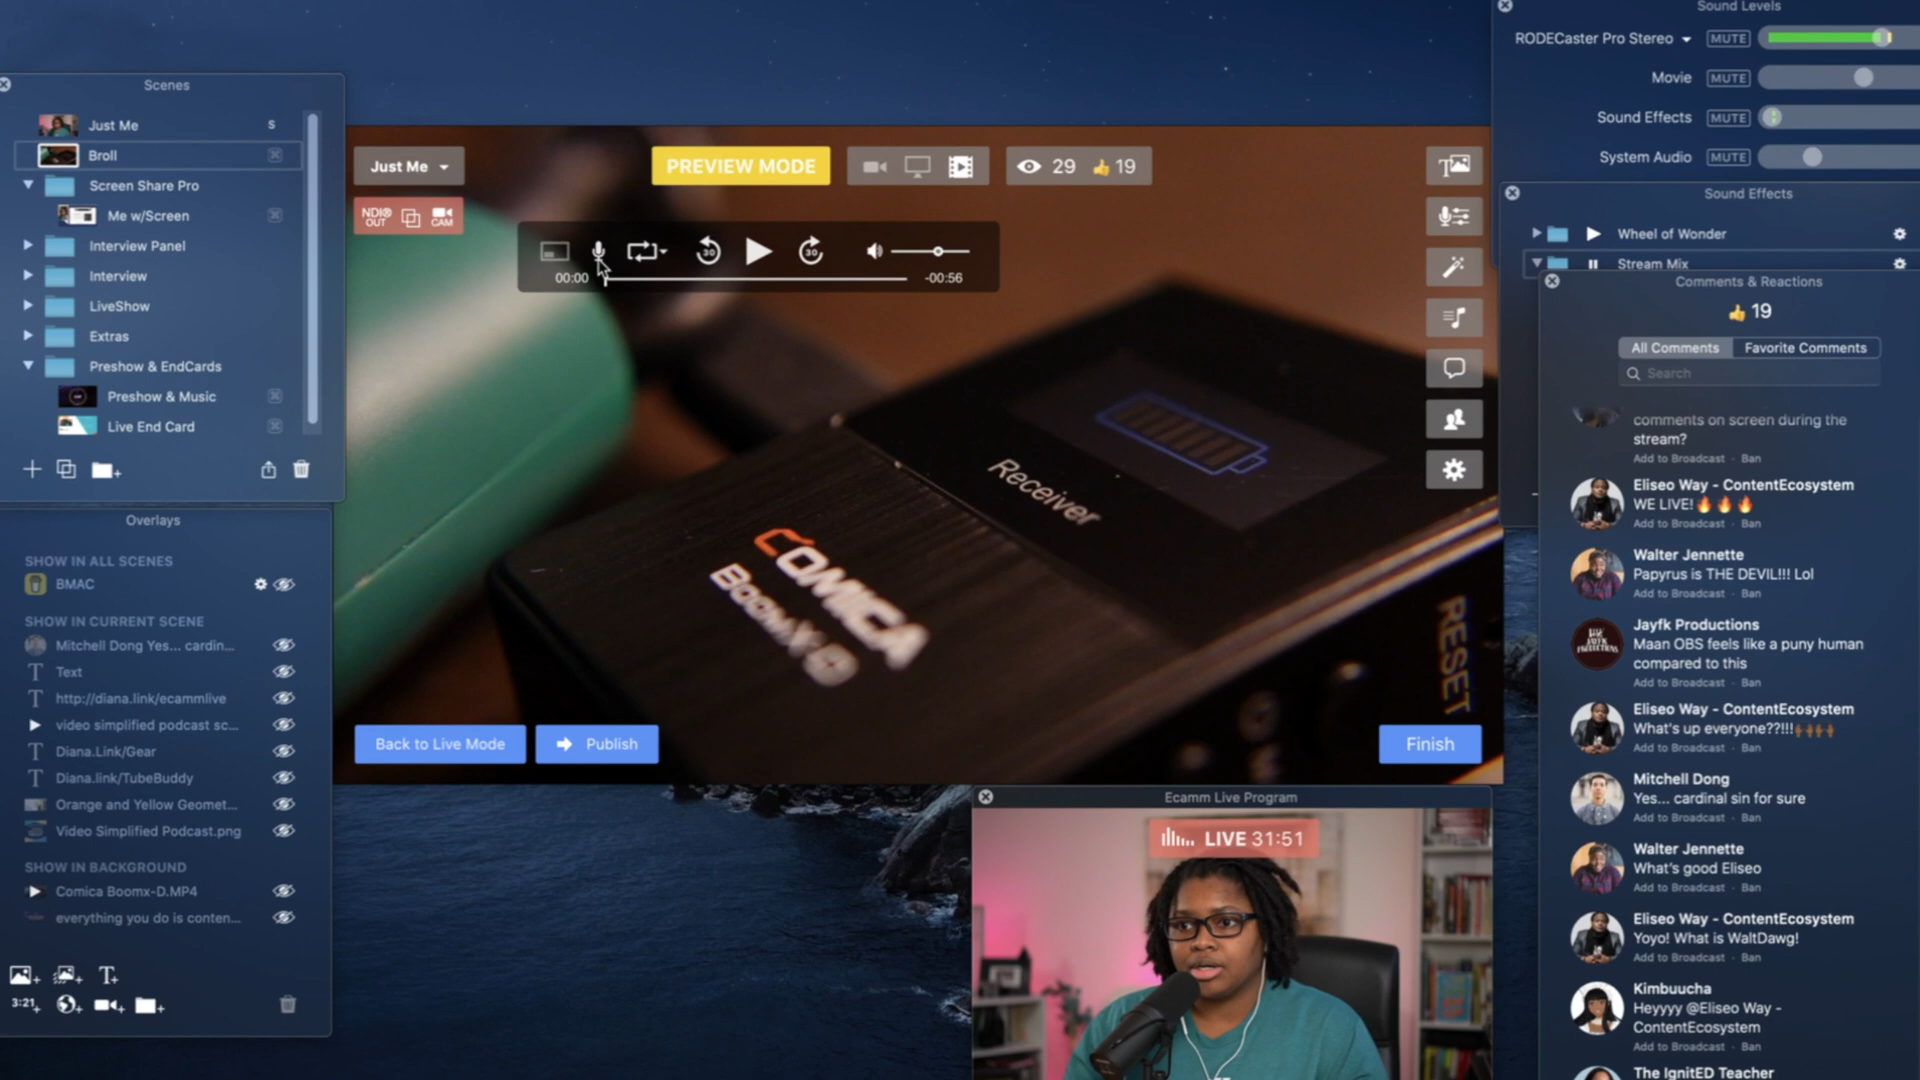 Scenes
Just Me
S
Broll
Screen Share Pro
Me w/Screen
Interview Panel
Interview
LiveShow
Extras
Preshow & EndCards
Preshow & Music
Live End Card
Overlays
SHOW IN ALL SCENES
BMAC
SHOW IN CURRENT SCENE
Mitchell Dong Yes... cardin...
Text
http://diana.link/ecammlive
video simplified podcast sc...
Diana.Link/Gear
Diana.link/TubeBuddy
Orange and Yellow Geomet...
Video Simplified Podcast.png
SHOW IN BACKGROUND
Comica Boomx-D.MP4
everything you do is conten...
T+
3:21+
Just Me
PREVIEW MODE
29
19
NDI® OUT
CAM
30
30
00:00
-00:56
Receiver
COMICA
BOOMX-D
RESET
Back to Live Mode
Publish
Finish
Ecamm Live Program
LIVE 31:51
Sound Levels
RODECaster Pro Stereo
MUTE
Movie
MUTE
Sound Effects
MUTE
System Audio
MUTE
Sound Effects
Wheel of Wonder
Stream Mix
Comments & Reactions
👍 19
All Comments
Favorite Comments
Search
comments on screen during the
stream?
Add to Broadcast · Ban
Eliseo Way - ContentEcosystem
WE LIVE!🔥🔥🔥
Add to Broadcast · Ban
Walter Jennette
Papyrus is THE DEVIL!!! Lol
Add to Broadcast · Ban
Jayfk Productions
Maan OBS feels like a puny human
compared to this
Add to Broadcast · Ban
Eliseo Way - ContentEcosystem
What's up everyone??!!!🙌🏾🙌🏾
Add to Broadcast · Ban
Mitchell Dong
Yes... cardinal sin for sure
Add to Broadcast · Ban
Walter Jennette
What's good Eliseo
Add to Broadcast · Ban
Eliseo Way - ContentEcosystem
Yoyo! What is WaltDawg!
Add to Broadcast · Ban
Kimbuucha
Heyyyy @Eliseo Way -
ContentEcosystem
Add to Broadcast · Ban
The IgnitED Teacher